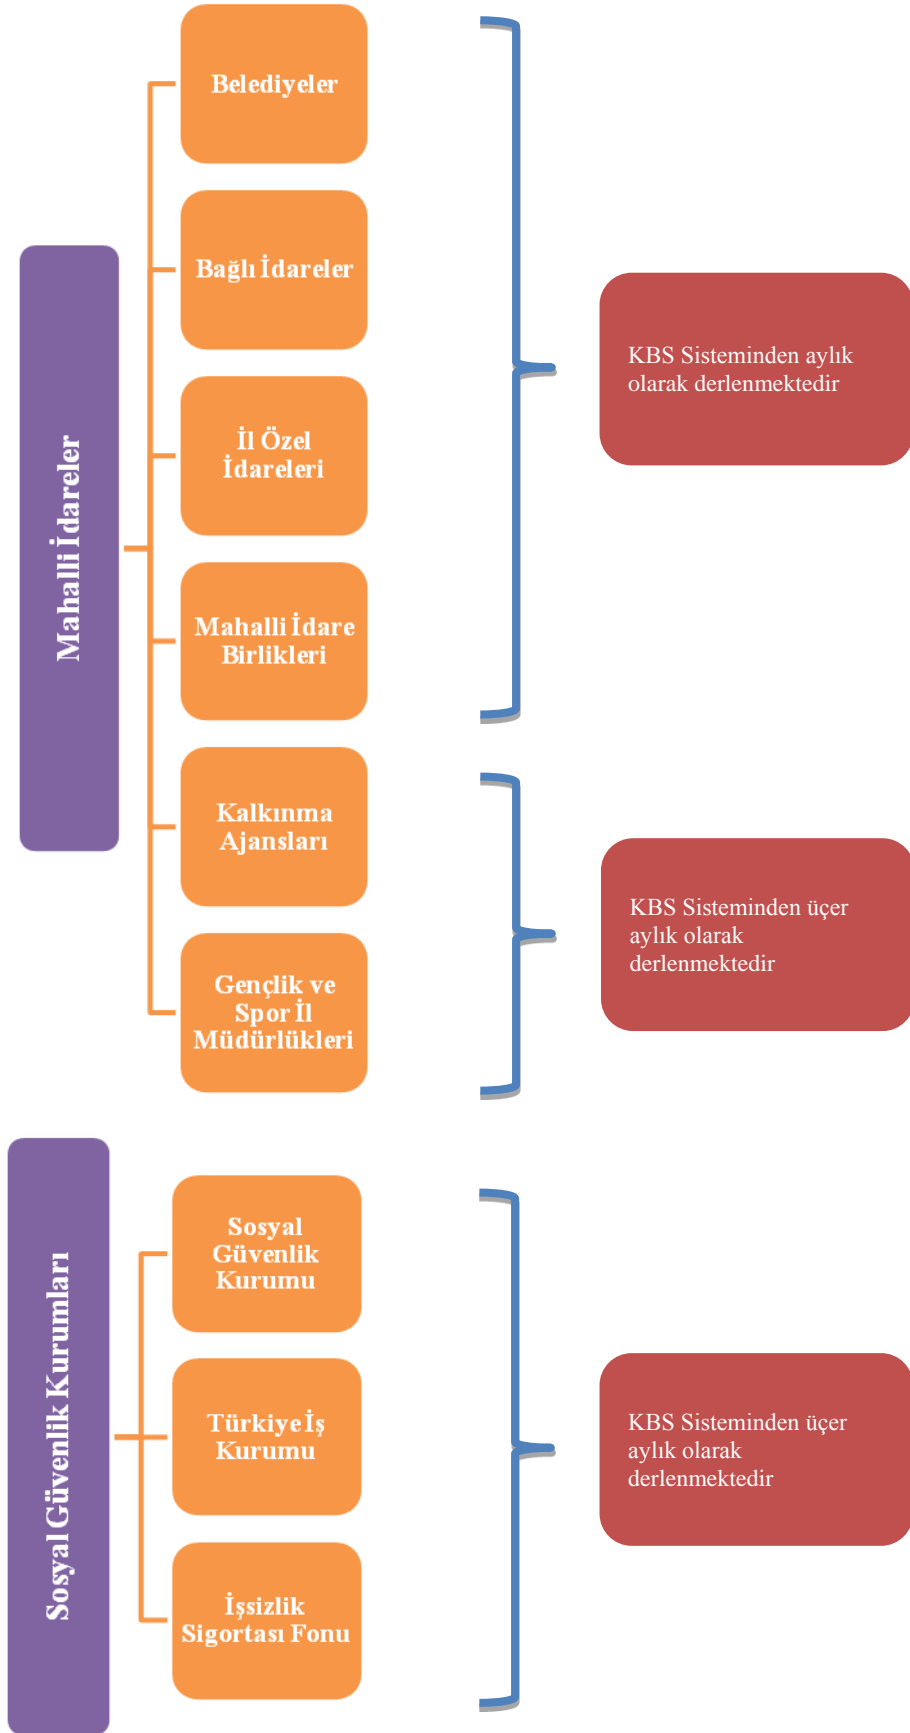 Mahalli İdareler
Belediyeler
Bağlı İdareler
İl Özel
İdareleri
Mahalli İdare
Birlikleri
Kalkınma
Ajansları
Gençlik ve
Spor İl
Müdürlükleri
KBS Sisteminden aylık
olarak derlenmektedir
KBS Sisteminden üçer
aylık olarak
derlenmektedir
Sosyal Güvenlik Kurumları
Sosyal
Güvenlik
Kurumu
Türkiye İş
Kurumu
İşsizlik
Sigortası Fonu
KBS Sisteminden üçer
aylık olarak
derlenmektedir